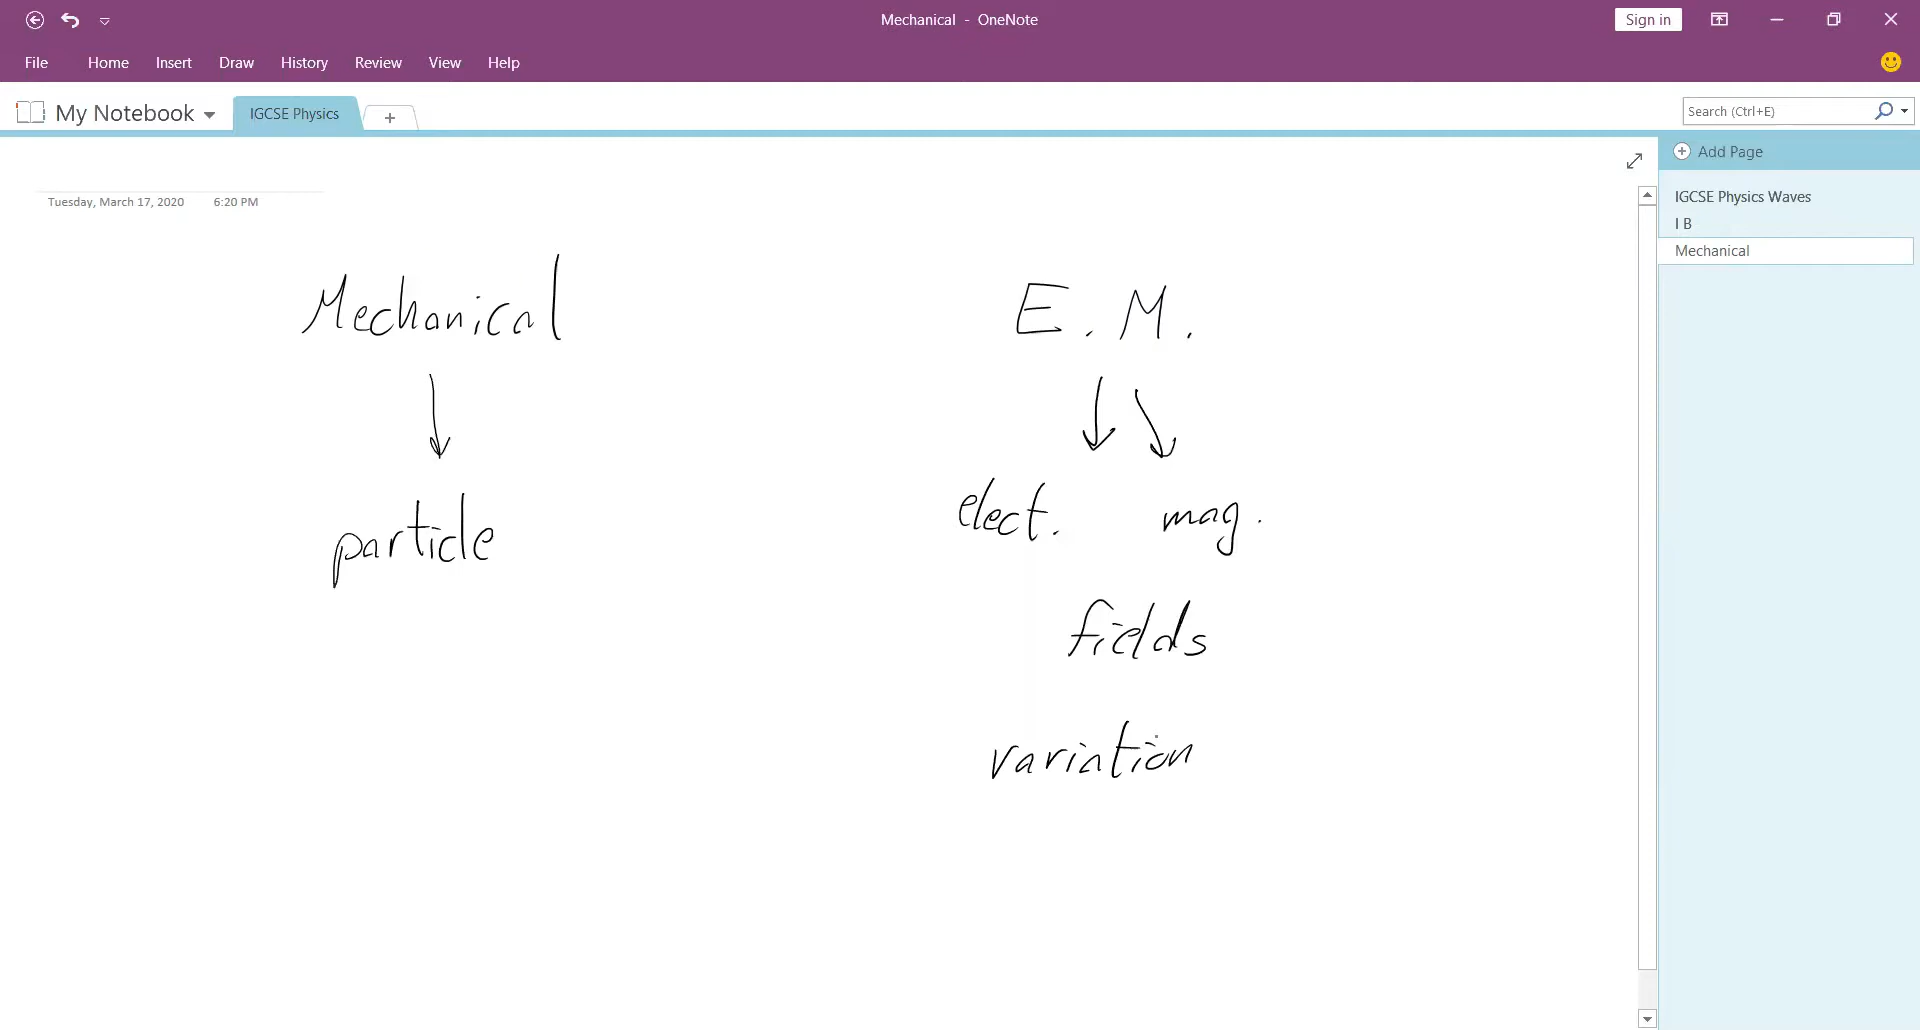 Mechanical - OneNote
Sign in
File Home Insert Draw History Review View Help
My Notebook
IGCSE Physics
+
Search (Ctrl+E)
Add Page
Tuesday, March 17, 2020 6:20 PM
IGCSE Physics Waves
I B
Mechanical
Mechanical
E. M.
particle
elect. mag.
fields
variation